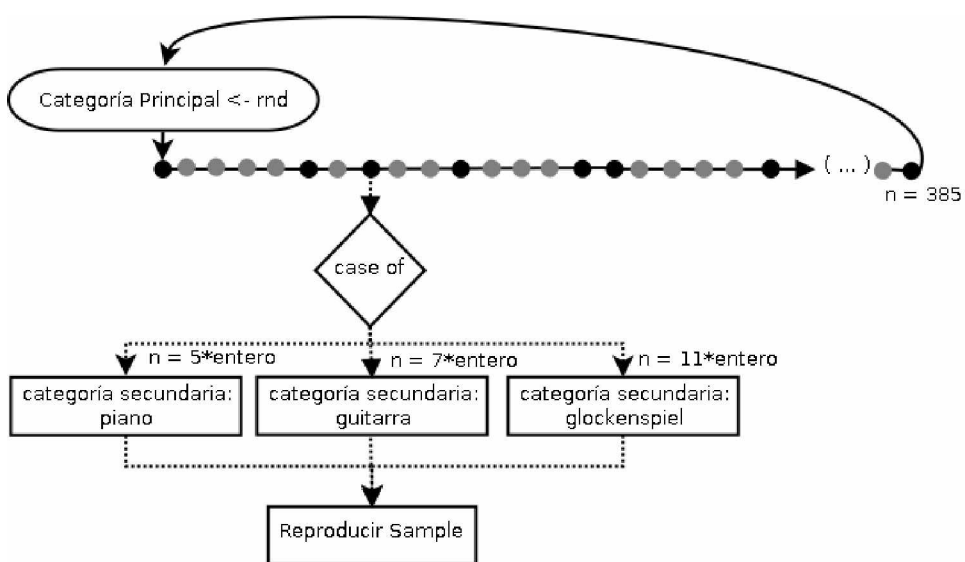 Categoría Principal <- rnd
( ... )
n = 385
case of
n = 5*entero
n = 7*entero
n = 11*entero
categoría secundaria:
piano
categoría secundaria:
guitarra
categoría secundaria:
glockenspiel
Reproducir Sample